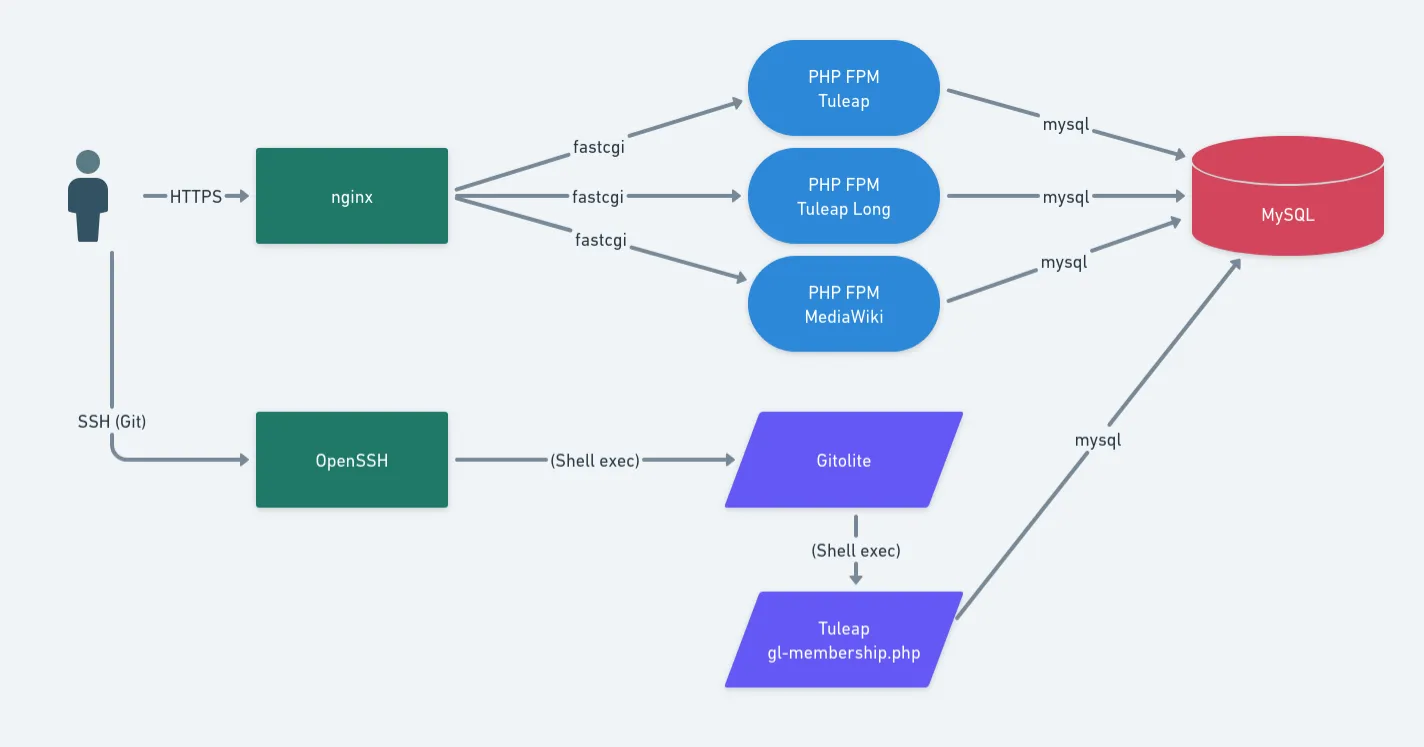 PHP FPM
Tuleap
fastcgi
mysql
HTTPS
nginx
fastcgi
PHP FPM
Tuleap Long
mysql
MySQL
fastcgi
mysql
PHP FPM
MediaWiki
SSH (Git)
OpenSSH
(Shell exec)
Gitolite
mysql
(Shell exec)
Tuleap
gl-membership.php